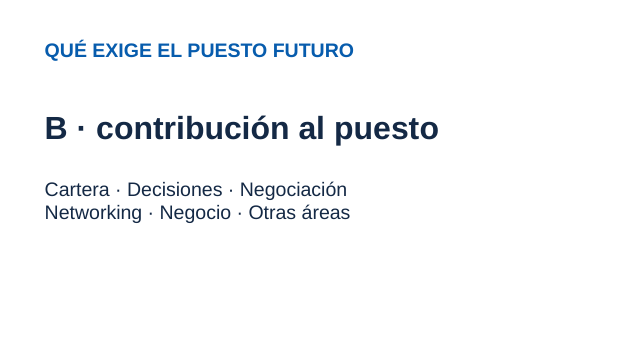 QUÉ EXIGE EL PUESTO FUTURO
B · contribución al puesto
Cartera · Decisiones · Negociación
Networking · Negocio · Otras áreas